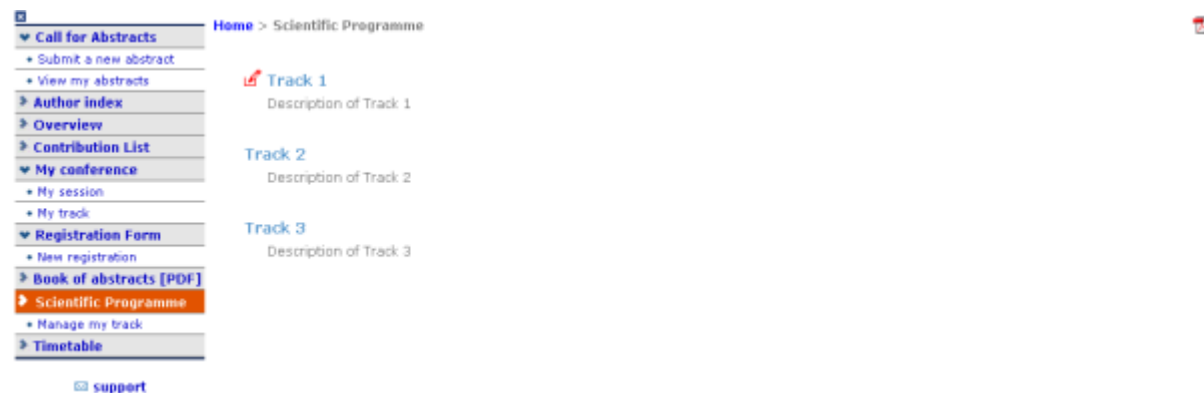 Call for Abstracts
• Submit a new abstract
• View my abstracts
Author index
Overview
Contribution List
My conference
• My session
• My track
Registration Form
• New registration
Book of abstracts [PDF]
Scientific Programme
• Manage my track
Timetable
support
Home > Scientific Programme
Track 1
Description of Track 1
Track 2
Description of Track 2
Track 3
Description of Track 3